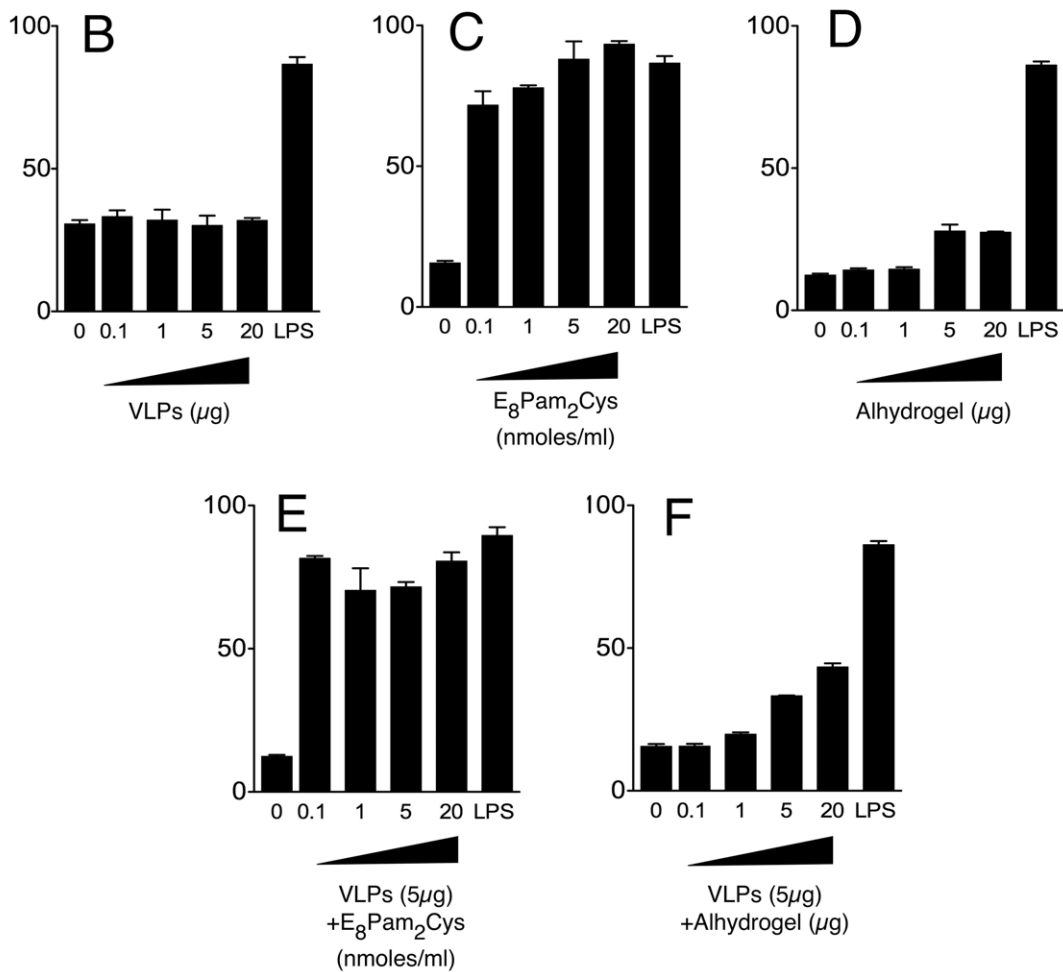 B
100
50
0
0 0.1 1 5 20 LPS
VLPs (µg)
C
100
50
0
0 0.1 1 5 20 LPS
E₈Pam₂Cys
(nmoles/ml)
D
100
50
0
0 0.1 1 5 20 LPS
Alhydrogel (µg)
E
100
50
0
0 0.1 1 5 20 LPS
VLPs (5µg)
+E₈Pam₂Cys
(nmoles/ml)
F
100
50
0
0 0.1 1 5 20 LPS
VLPs (5µg)
+Alhydrogel (µg)